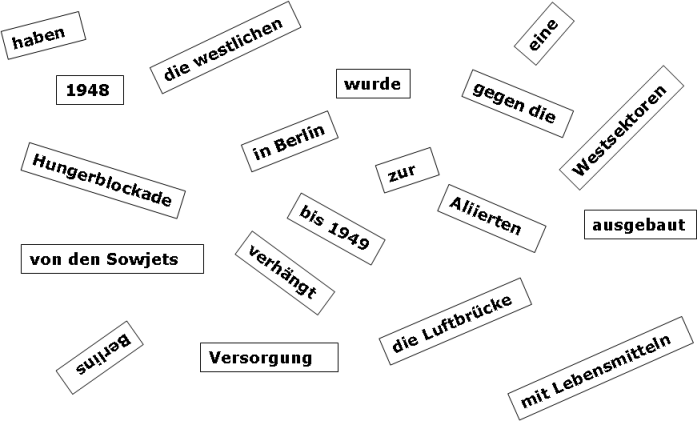 haben
die westlichen
eine
1948
wurde
gegen die
Westsektoren
in Berlin
Hungerblockade
zur
Aliierten
bis 1949
ausgebaut
von den Sowjets
verhängt
die Luftbrücke
Berlins
Versorgung
mit Lebensmitteln